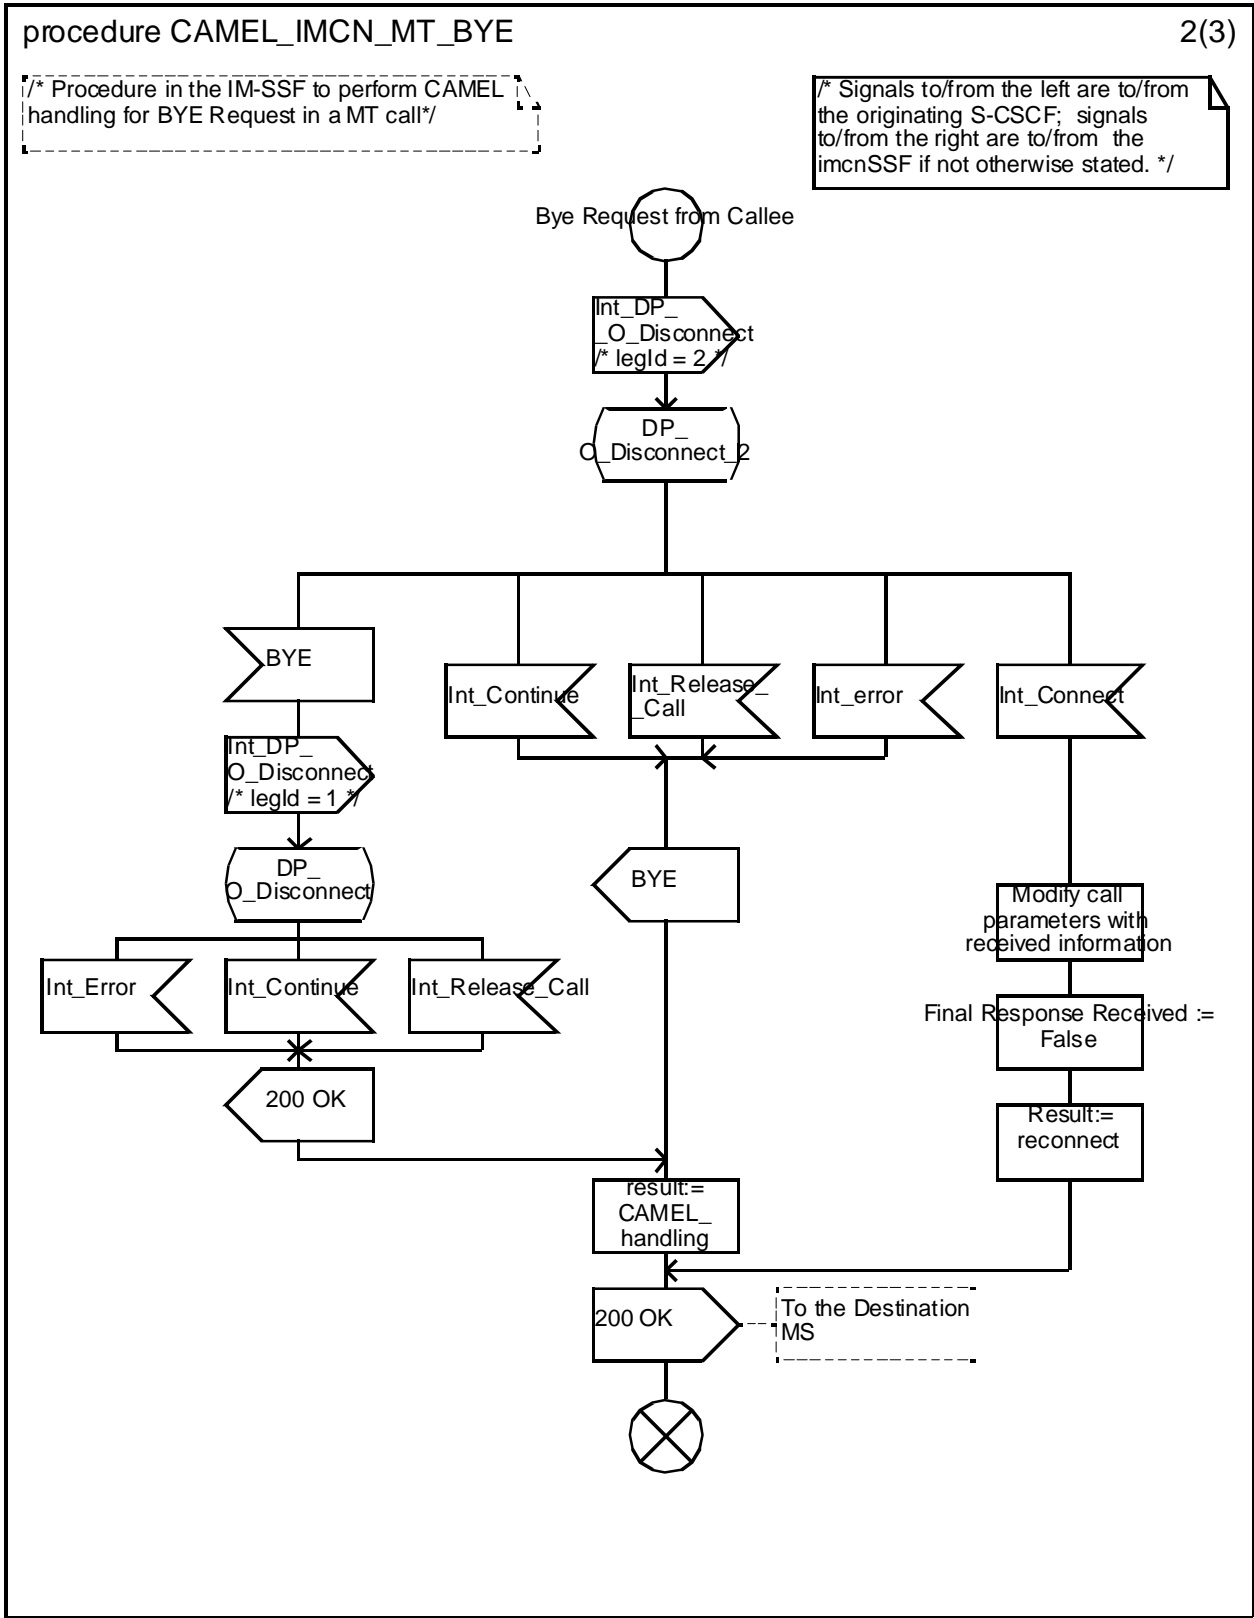 procedure CAMEL_IMCN_MT_BYE
2(3)
/* Procedure in the IM-SSF to perform CAMEL
handling for BYE Request in a MT call*/
/* Signals to/from the left are to/from
the originating S-CSCF;  signals
to/from the right are to/from  the
imcnSSF if not otherwise stated. */
Bye Request from Callee
Int_DP_
_O_Disconnect
/* legId = 2 */
DP_
O_Disconnect_2
BYE
Int_Continue
Int_Release_
_Call
Int_error
Int_Connect
Int_DP_
O_Disconnect
/* legId = 1 */
DP_
O_Disconnect
BYE
Modify call
parameters with
received information
Int_Error
Int_Continue
Int_Release_Call
Final Response Received :=
False
200 OK
Result:=
reconnect
result:=
CAMEL_
handling
200 OK
To the Destination
MS